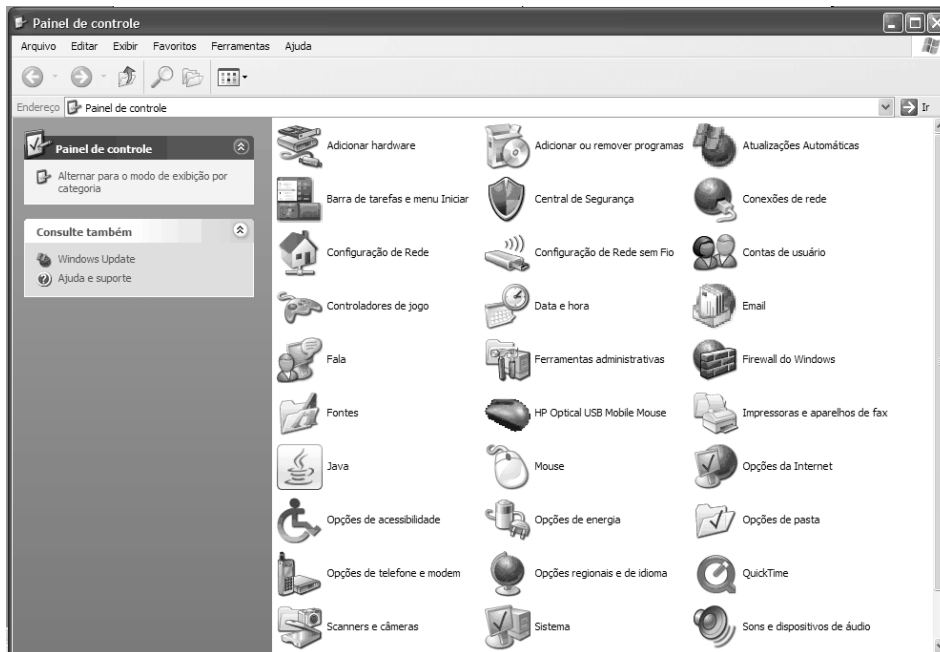 Painel de controle
Arquivo Editar Exibir Favoritos Ferramentas Ajuda
Endereço Painel de controle Ir
Painel de controle
Alternar para o modo de exibição por
categoria
Consulte também
Windows Update
Ajuda e suporte
Adicionar hardware Adicionar ou remover programas Atualizações Automáticas
Barra de tarefas e menu Iniciar Central de Segurança Conexões de rede
Configuração de Rede Configuração de Rede sem Fio Contas de usuário
Controladores de jogo Data e hora Email
Fala Ferramentas administrativas Firewall do Windows
Fontes HP Optical USB Mobile Mouse Impressoras e aparelhos de fax
Java Mouse Opções da Internet
Opções de acessibilidade Opções de energia Opções de pasta
Opções de telefone e modem Opções regionais e de idioma QuickTime
Scanners e câmeras Sistema Sons e dispositivos de áudio